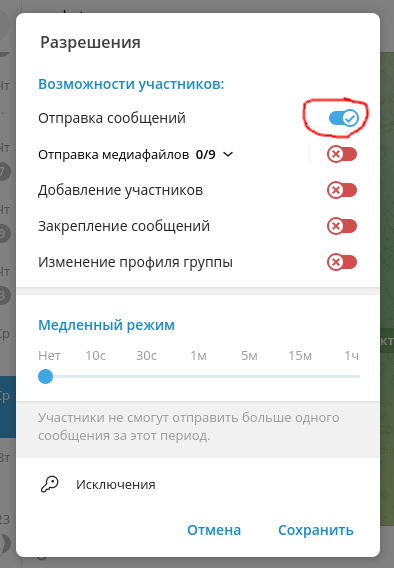 Разрешения
Возможности участников:
Отправка сообщений
Отправка медиафайлов 0/9
Добавление участников
Закрепление сообщений
Изменение профиля группы
Медленный режим
Нет 10с 30с 1м 5м 15м 1ч
Участники не смогут отправить больше одного
сообщения за этот период.
Исключения
Отмена Сохранить